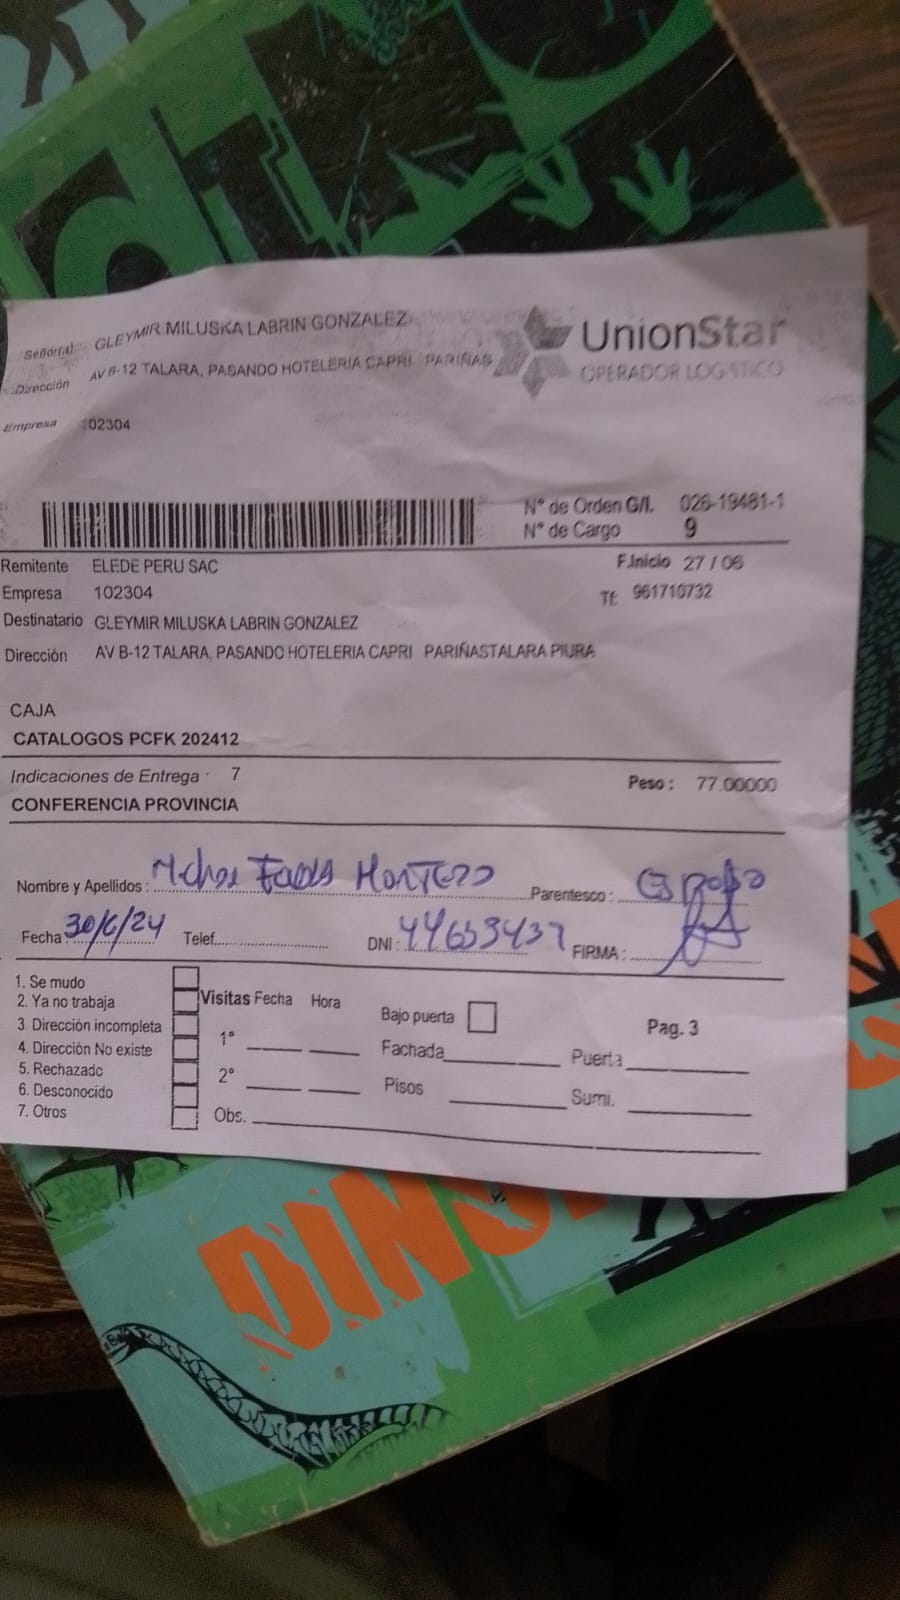 Señor(a) GLEYMIR MILUSKA LABRIN GONZALEZ
Dirección AV B-12 TALARA, PASANDO HOTELERIA CAPRI PARIÑAS
Empresa 102304
UnionStar
OPERADOR LOGISTICO
N° de Orden G/I. 026-19481-1
N° de Cargo 9
Remitente ELEDE PERU SAC
F.Inicio 27 / 06
Empresa 102304
Tf: 961710732
Destinatario GLEYMIR MILUSKA LABRIN GONZALEZ
Dirección AV B-12 TALARA, PASANDO HOTELERIA CAPRI PARIÑASTALARA PIURA
CAJA
CATALOGOS PCFK 202412
Indicaciones de Entrega : 7
Peso : 77.00000
CONFERENCIA PROVINCIA
Nombre y Apellidos : MONTERO Parentesco : Esposo
Fecha : 30/6/24 Telef. DNI : 44659437 FIRMA :
1. Se mudo
2. Ya no trabaja
3. Dirección incompleta
4. Dirección No existe
5. Rechazado
6. Desconocido
7. Otros
Visitas Fecha Hora
1°
2°
Obs.
Bajo puerta
Fachada
Pisos
Pag. 3
Puerta
Sumi.